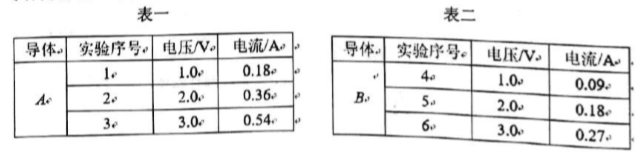 表一
导体 实验序号 电压/V 电流/A
A 1 1.0 0.18
2 2.0 0.36
3 3.0 0.54
表二
导体 实验序号 电压/V 电流/A
B 4 1.0 0.09
5 2.0 0.18
6 3.0 0.27